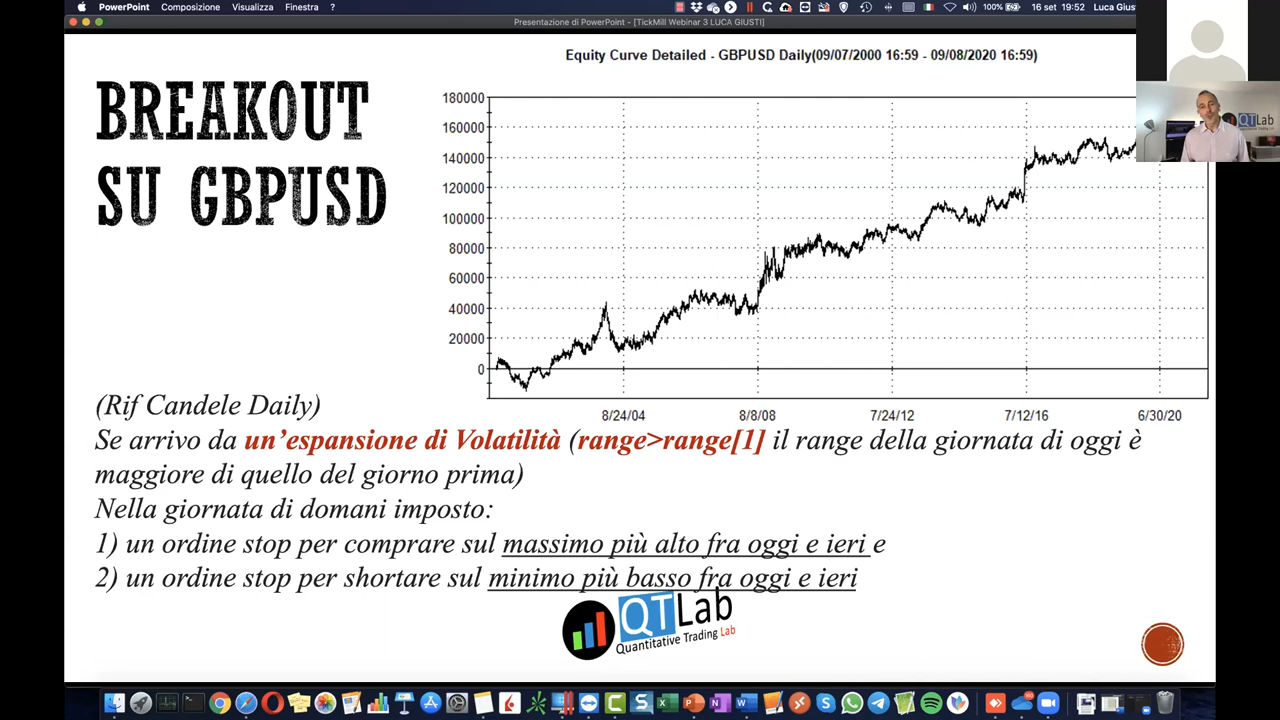 PowerPoint Composizione Visualizza Finestra ? 100% 16 set 19:52 Luca Gius
Presentazione di PowerPoint - [TickMill Webinar 3 LUCA GIUSTI]
Equity Curve Detailed - GBPUSD Daily(09/07/2000 16:59 - 09/08/2020 16:59)
BREAKOUT
SU GBPUSD
180000
160000
140000
120000
100000
80000
60000
40000
20000
0
8/24/04 8/8/08 7/24/12 7/12/16 6/30/20
QTLab
(Rif Candele Daily)
Se arrivo da un’espansione di Volatilità (range>range[1] il range della giornata di oggi è
maggiore di quello del giorno prima)
Nella giornata di domani imposto:
1) un ordine stop per comprare sul massimo più alto fra oggi e ieri e
2) un ordine stop per shortare sul minimo più basso fra oggi e ieri
QTLab
Quantitative Trading Lab